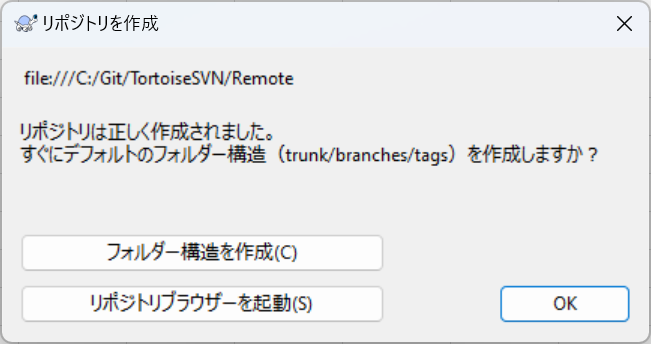 リポジトリを作成
file:///C:/Git/TortoiseSVN/Remote
リポジトリは正しく作成されました。
すぐにデフォルトのフォルダー構造（trunk/branches/tags）を作成しますか？
フォルダー構造を作成(C)
リポジトリブラウザーを起動(S)
OK